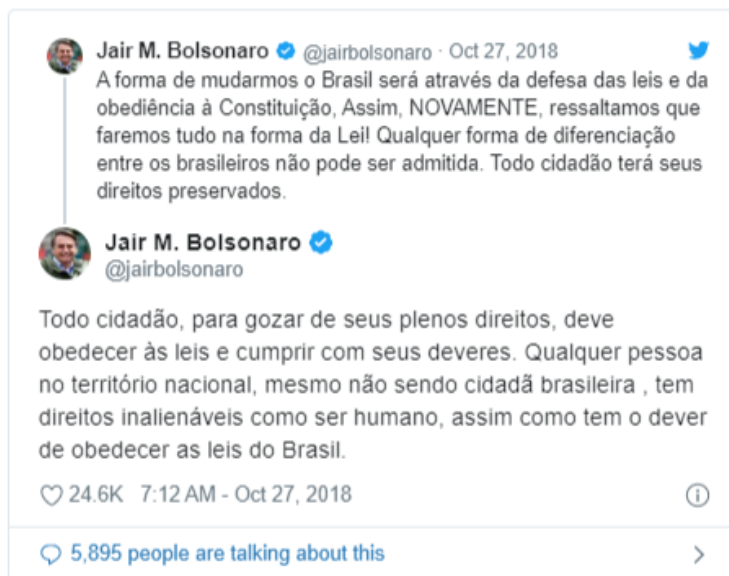 Jair M. Bolsonaro @jairbolsonaro · Oct 27, 2018
A forma de mudarmos o Brasil será através da defesa das leis e da
obediência à Constituição, Assim, NOVAMENTE, ressaltamos que
faremos tudo na forma da Lei! Qualquer forma de diferenciação
entre os brasileiros não pode ser admitida. Todo cidadão terá seus
direitos preservados.
Jair M. Bolsonaro
@jairbolsonaro
Todo cidadão, para gozar de seus plenos direitos, deve
obedecer às leis e cumprir com seus deveres. Qualquer pessoa
no território nacional, mesmo não sendo cidadã brasileira , tem
direitos inalienáveis como ser humano, assim como tem o dever
de obedecer as leis do Brasil.
24.6K 7:12 AM - Oct 27, 2018
5,895 people are talking about this